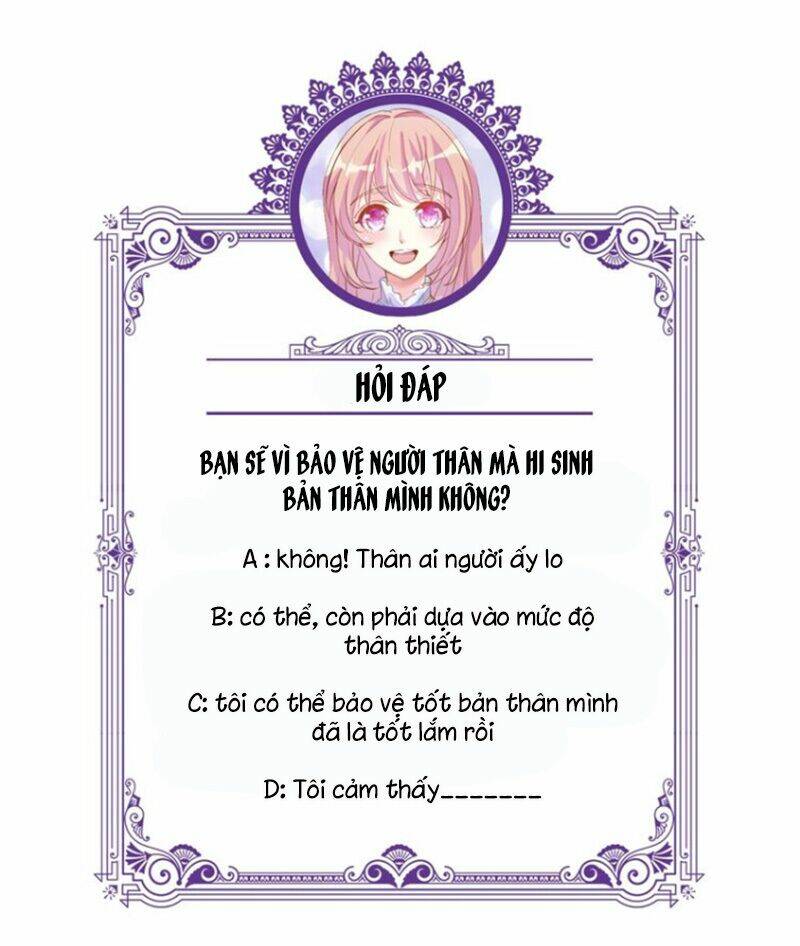 HỎI ĐÁP
BẠN SẼ VÌ BẢO VỆ NGƯỜI THÂN MÀ HI SINH
BẢN THÂN MÌNH KHÔNG?
A : không! Thân ai người ấy lo
B: có thể, còn phải dựa vào mức độ
thân thiết
C: tôi có thể bảo vệ tốt bản thân mình
đã là tốt lắm rồi
D: Tôi cảm thấy_______